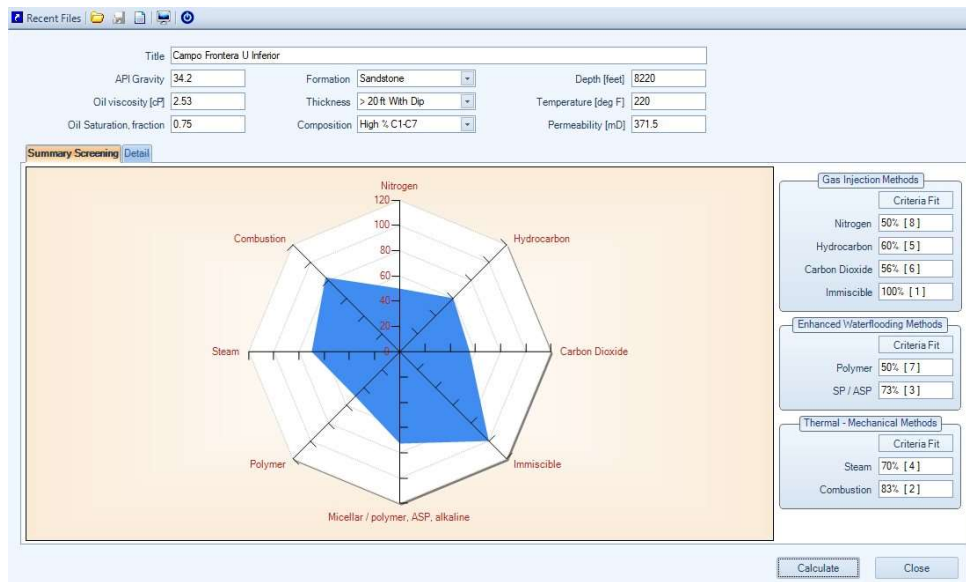 Recent Files
Title Campo Frontera U Inferior
API Gravity 34.2 Formation Sandstone Depth [feet] 8220
Oil viscosity [cP] 2.53 Thickness > 20 ft With Dip Temperature [deg F] 220
Oil Saturation, fraction 0.75 Composition High % C1-C7 Permeability [mD] 371.5
Summary Screening Detail
Nitrogen
120
100
80
60
40
20
0
Combustion
Hydrocarbon
Steam
Carbon Dioxide
Polymer
Immiscible
Micellar / polymer, ASP, alkaline
Gas Injection Methods
Criteria Fit
Nitrogen 50% [ 8 ]
Hydrocarbon 60% [ 5 ]
Carbon Dioxide 56% [ 6 ]
Immiscible 100% [ 1 ]
Enhanced Waterflooding Methods
Criteria Fit
Polymer 50% [ 7 ]
SP / ASP 73% [ 3 ]
Thermal - Mechanical Methods
Criteria Fit
Steam 70% [ 4 ]
Combustion 83% [ 2 ]
Calculate Close